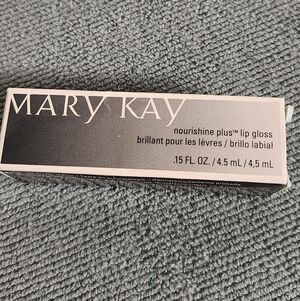 MARY KAY
nourishine plus™ lip gloss
brillant pour les lèvres / brillo labial
.15 FL. OZ. / 4.5 mL / 4,5 mL